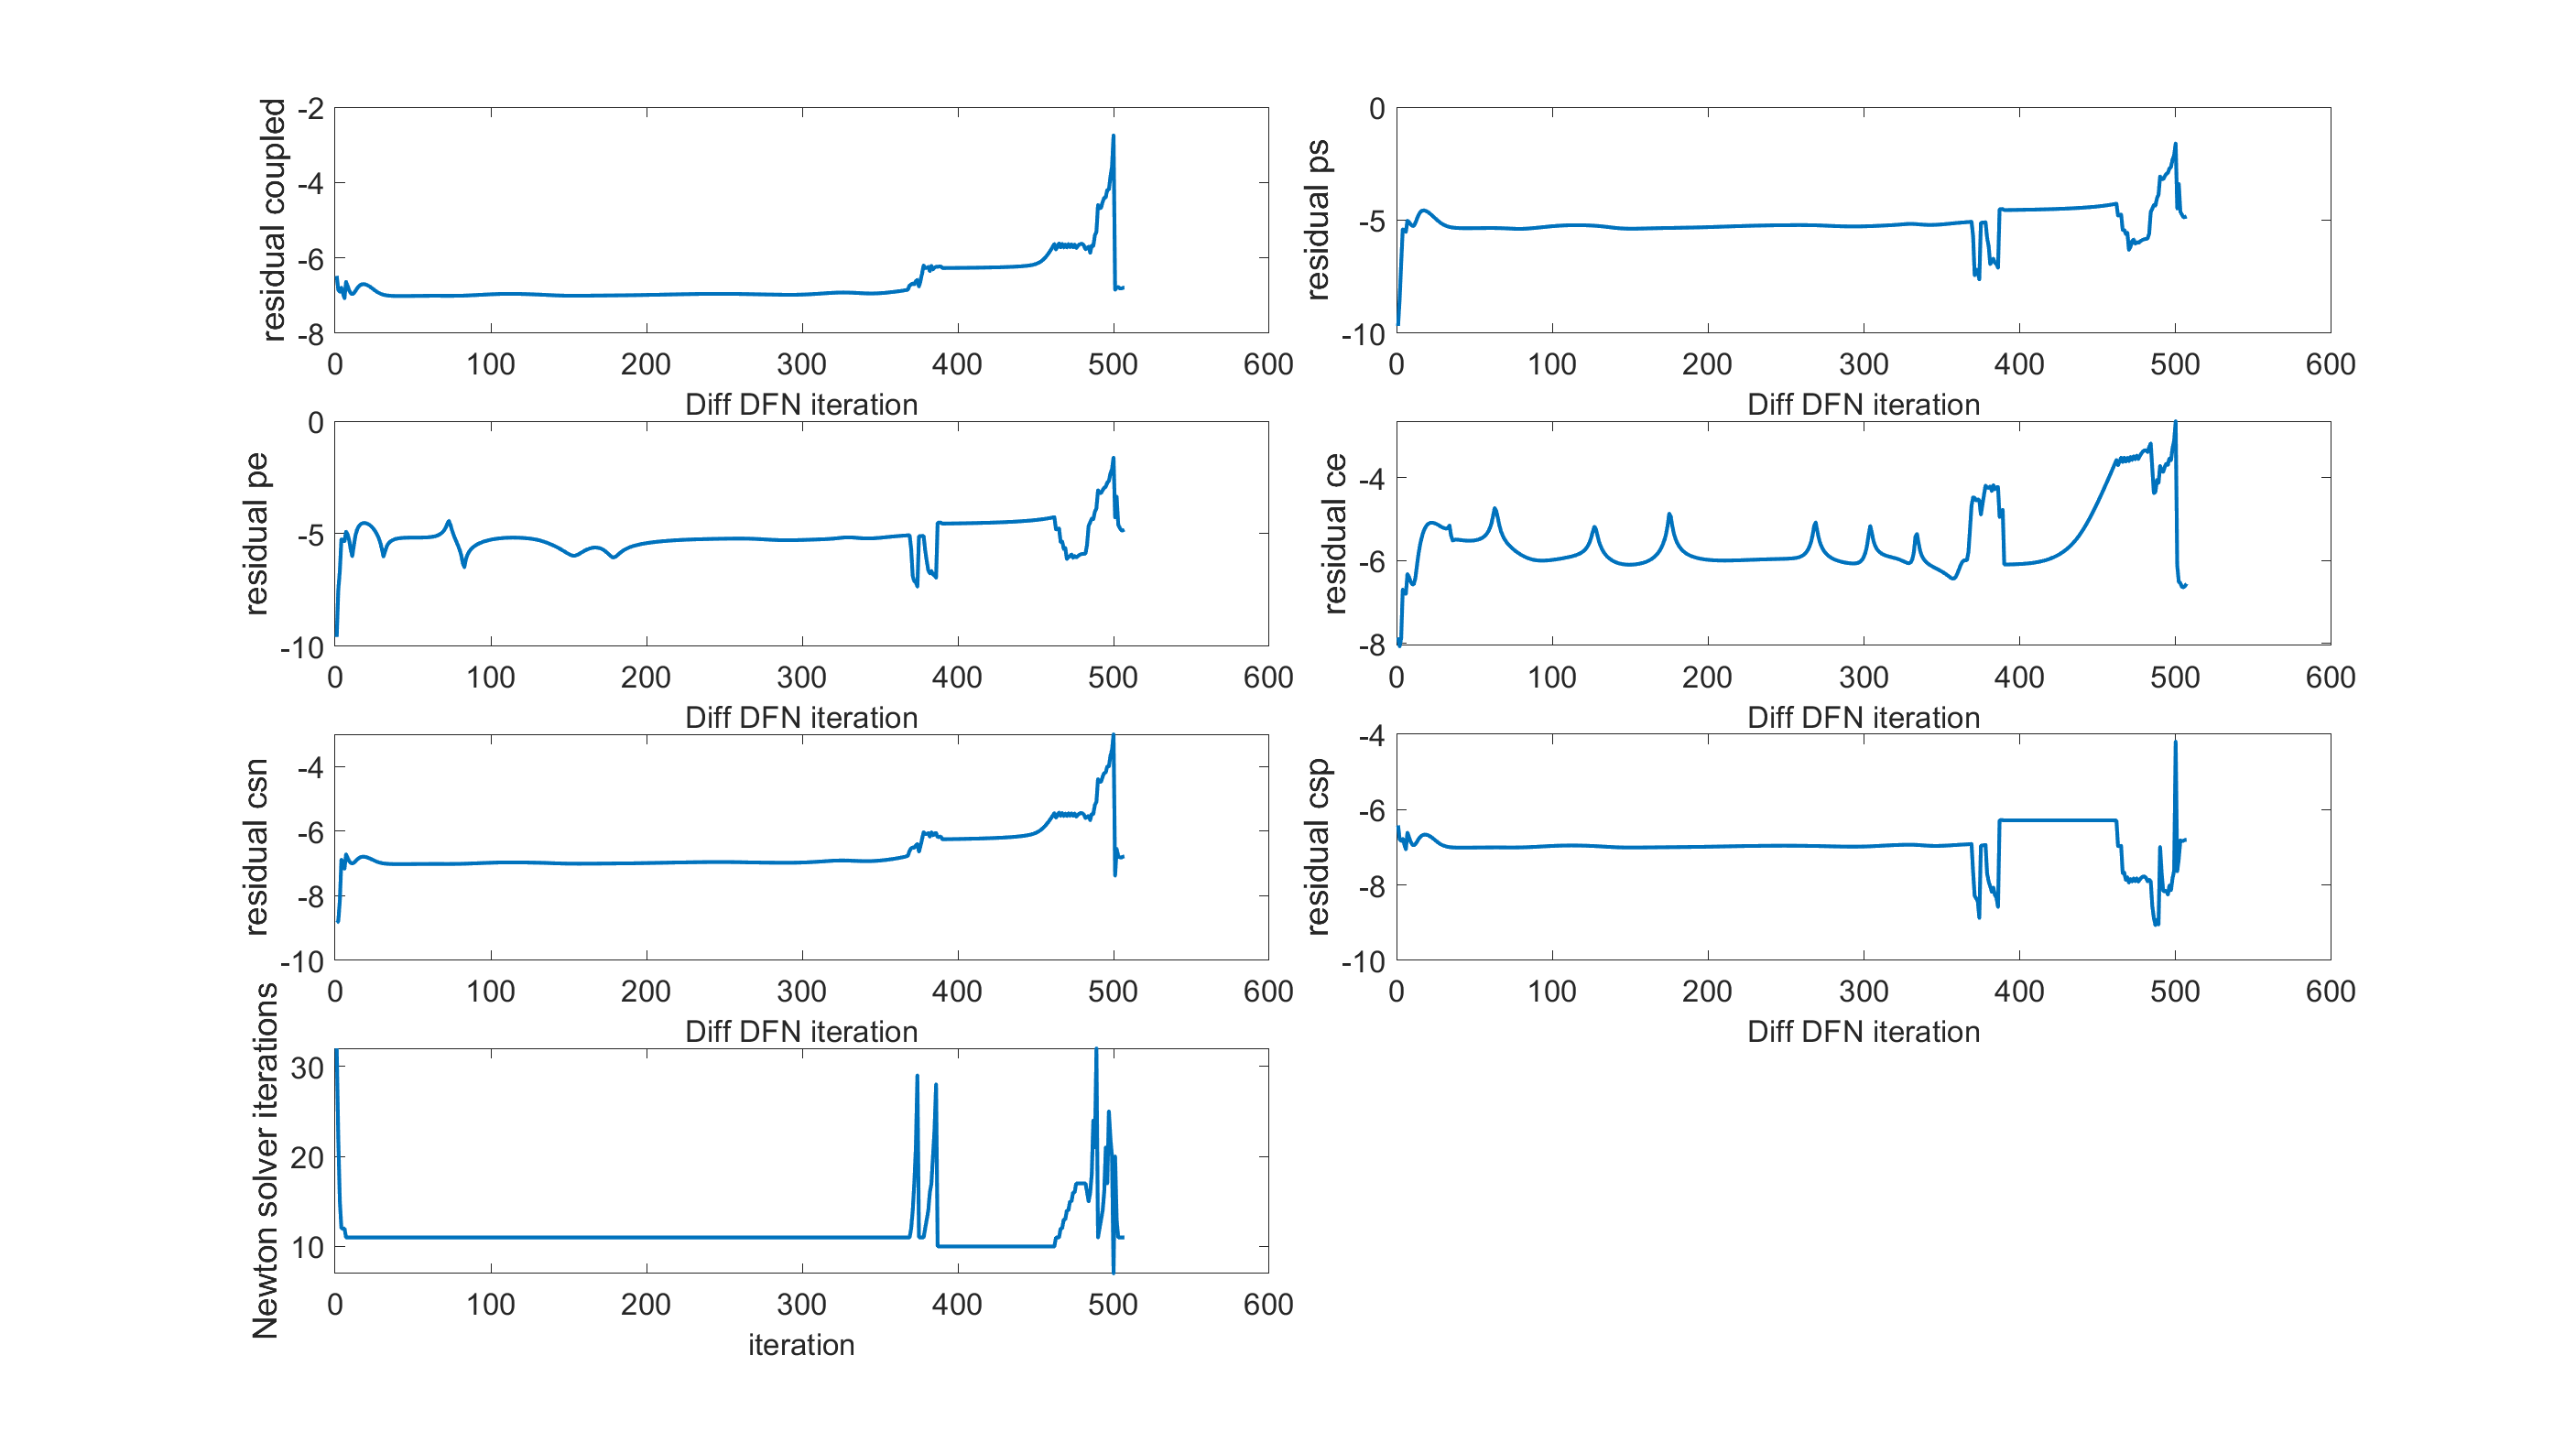 residual coupled
-2
-4
-6
-8
0 100 200 300 400 500 600
Diff DFN iteration
residual ps
0
-5
-10
0 100 200 300 400 500 600
Diff DFN iteration
residual pe
0
-5
-10
0 100 200 300 400 500 600
Diff DFN iteration
residual ce
-4
-6
-8
0 100 200 300 400 500 600
Diff DFN iteration
residual csn
-4
-6
-8
-10
0 100 200 300 400 500 600
Diff DFN iteration
residual csp
-4
-6
-8
-10
0 100 200 300 400 500 600
Diff DFN iteration
Newton solver iterations
30
20
10
0 100 200 300 400 500 600
iteration